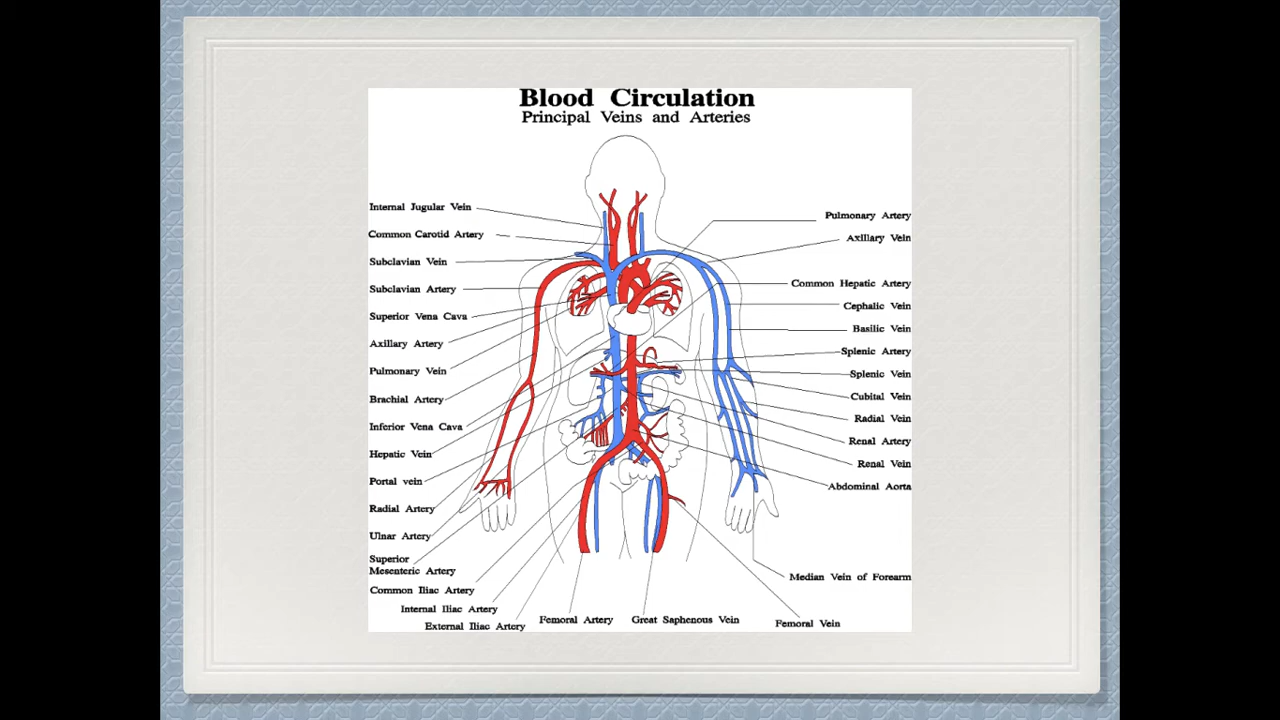 Blood Circulation
Principal Veins and Arteries
Internal Jugular Vein
Common Carotid Artery
Subclavian Vein
Subclavian Artery
Superior Vena Cava
Axillary Artery
Pulmonary Vein
Brachial Artery
Inferior Vena Cava
Hepatic Vein
Portal vein
Radial Artery
Ulnar Artery
Superior
Mesenteric Artery
Common Iliac Artery
Internal Iliac Artery
External Iliac Artery
Femoral Artery
Great Saphenous Vein
Femoral Vein
Pulmonary Artery
Axillary Vein
Common Hepatic Artery
Cephalic Vein
Basilic Vein
Splenic Artery
Splenic Vein
Cubital Vein
Radial Vein
Renal Artery
Renal Vein
Abdominal Aorta
Median Vein of Forearm